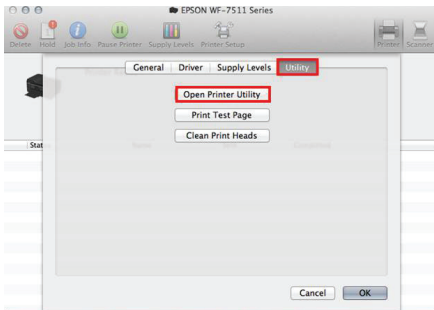 EPSON WF-7511 Series
Delete Hold Job Info Pause Printer Supply Levels Printer Setup Printer Scanner
General Driver Supply Levels Utility
Open Printer Utility
Print Test Page
Clean Print Heads
Stat
Cancel OK